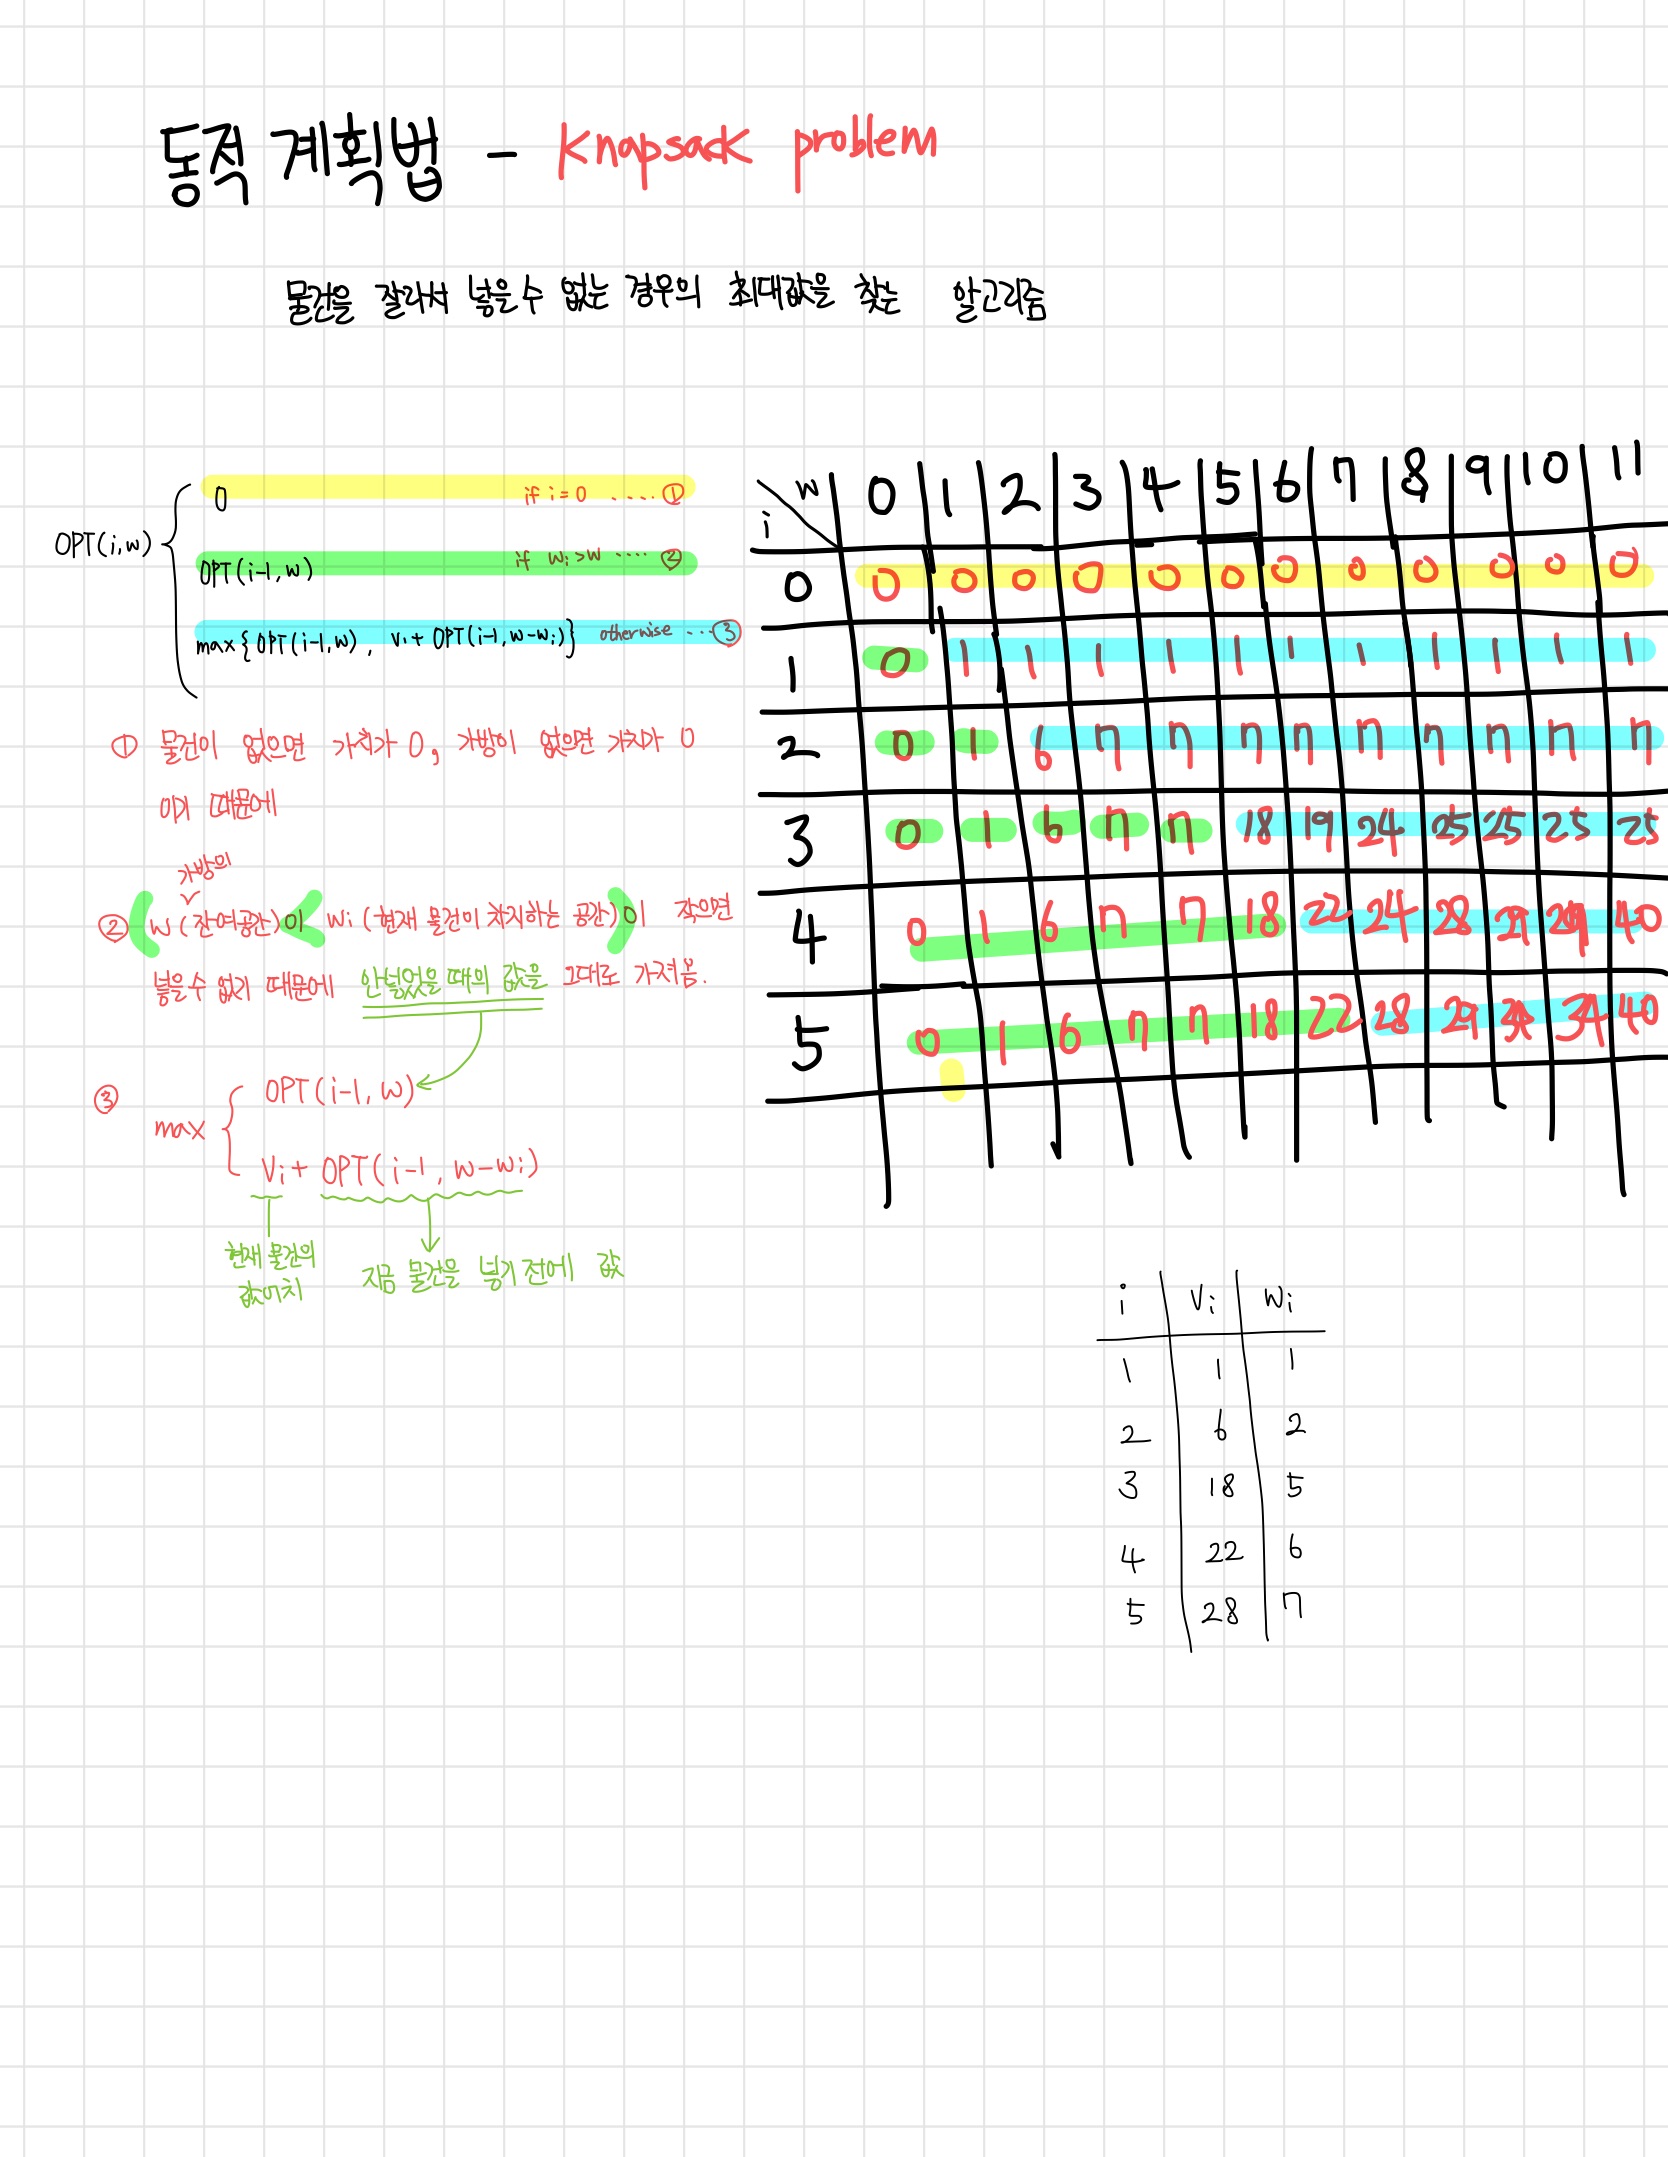 동적 계획법 - Knapsack problem
물건을 잘라서 넣을 수 없는 경우의 최대값을 찾는 알고리즘
OPT(i,w)
0 if i=0 ..... ①
OPT(i-1,w) if wi>w .... ②
max{OPT(i-1,w), vi+OPT(i-1,w-wi)} otherwise ...③
① 물건이 없으면 가치가 0, 가방이 없으면 가치가 0
이기 때문에
가방의
② w(잔여공간)이 < wi(현재 물건이 차지하는 공간)이 작으면
넣을 수 없기 때문에 안넣었을 때의 값을 그대로 가져옴.
③ max
OPT(i-1,w)
Vi+ OPT(i-1, w-wi)
현재 물건의
값어치
지금 물건을 넣기 전에 값
i w 0 1 2 3 4 5 6 7 8 9 10 11
0 0 0 0 0 0 0 0 0 0 0 0 0
1 0 1 1 1 1 1 1 1 1 1 1 1
2 0 1 6 7 7 7 7 7 7 7 7 7
3 0 1 6 7 7 18 19 24 25 25 25 25
4 0 1 6 7 7 18 22 24 28 29 29 40
5 0 1 6 7 7 18 22 28 29 34 40
i Vi Wi
1 1 1
2 6 2
3 18 5
4 22 6
5 28 7